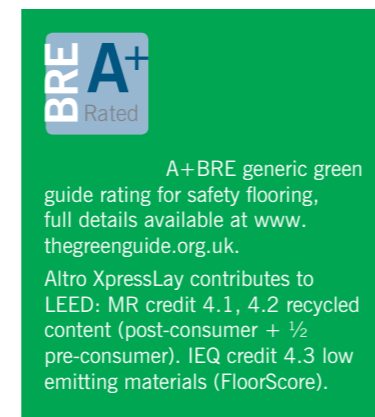 BRE
A+
Rated
A+BRE generic green
guide rating for safety flooring,
full details available at www.
thegreenguide.org.uk.
Altro XpressLay contributes to
LEED: MR credit 4.1, 4.2 recycled
content (post-consumer + ½
pre-consumer). IEQ credit 4.3 low
emitting materials (FloorScore).